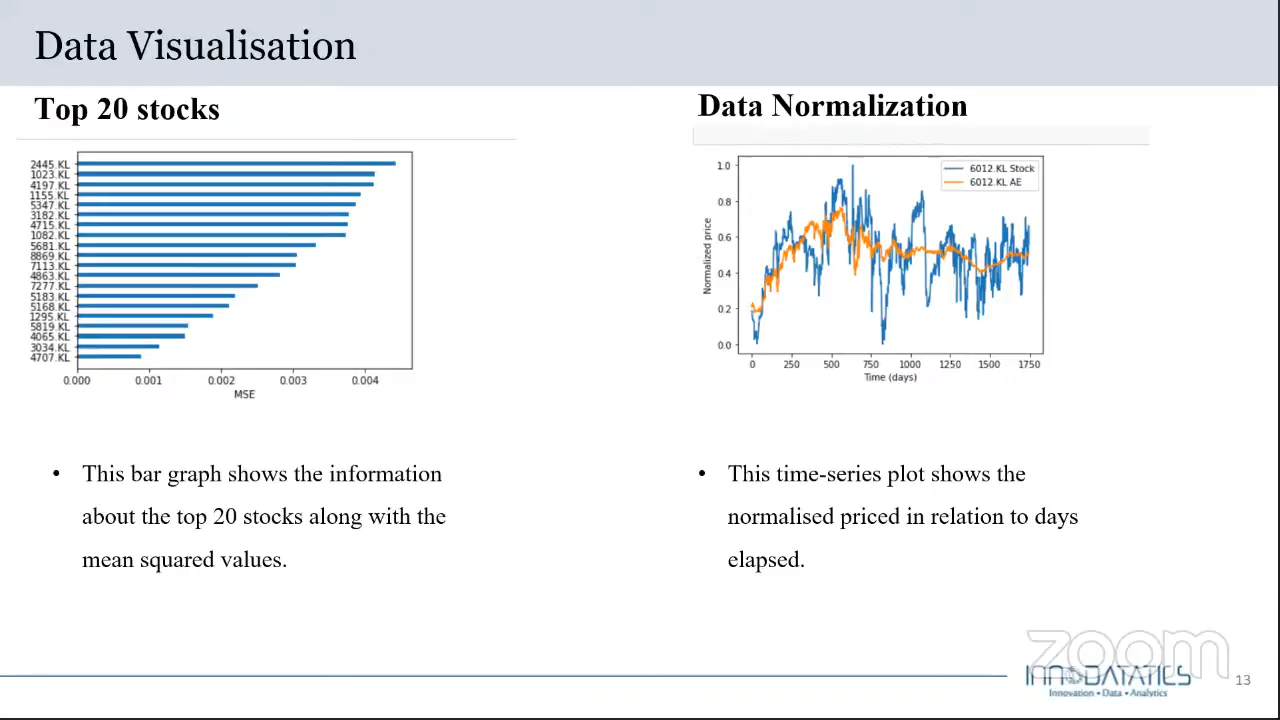 Data Visualisation
Top 20 stocks
2445.KL
1023.KL
4197.KL
1155.KL
5347.KL
3182.KL
4715.KL
1082.KL
5681.KL
8869.KL
7113.KL
4863.KL
7277.KL
5183.KL
5168.KL
1295.KL
5819.KL
4065.KL
3034.KL
4707.KL
0.000 0.001 0.002 0.003 0.004
MSE
• This bar graph shows the information
about the top 20 stocks along with the
mean squared values.
Data Normalization
6012.KL Stock
6012.KL AE
Normalized price
1.0
0.8
0.6
0.4
0.2
0.0
0 250 500 750 1000 1250 1500 1750
Time (days)
• This time-series plot shows the
normalised priced in relation to days
elapsed.
zoom
INNODATATICS
Innovation • Data • Analytics
13